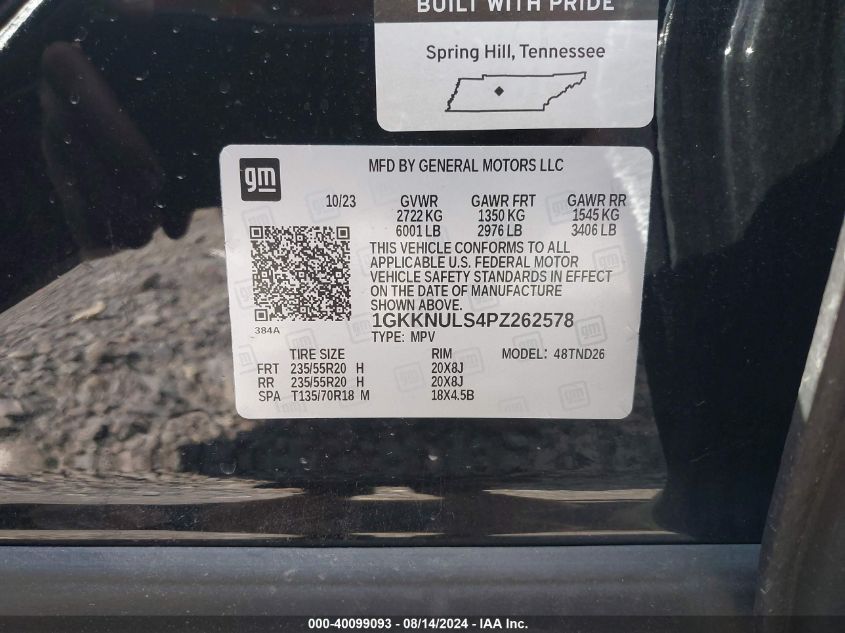 BUILT WITH PRIDE
Spring Hill, Tennessee
gm
MFD BY GENERAL MOTORS LLC
10/23 GVWR GAWR FRT GAWR RR
2722 KG 1350 KG 1545 KG
6001 LB 2976 LB 3406 LB
THIS VEHICLE CONFORMS TO ALL
APPLICABLE U.S. FEDERAL MOTOR
VEHICLE SAFETY STANDARDS IN EFFECT
ON THE DATE OF MANUFACTURE
SHOWN ABOVE.
384A
1GKKNULS4PZ262578
TYPE: MPV
TIRE SIZE RIM MODEL: 48TND26
FRT 235/55R20 H 20X8J
RR 235/55R20 H 20X8J
SPA T135/70R18 M 18X4.5B
000-40099093 - 08/14/2024 - IAA Inc.